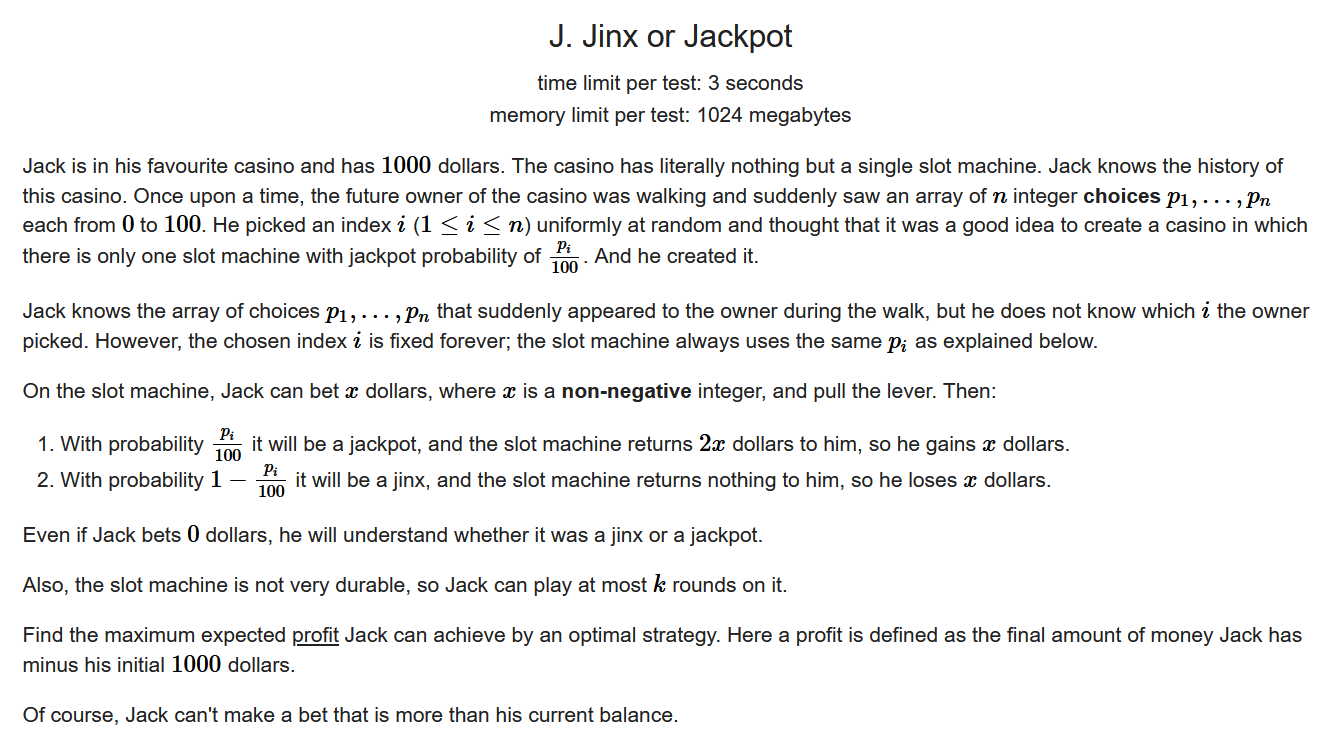 J. Jinx or Jackpot
time limit per test: 3 seconds
memory limit per test: 1024 megabytes
Jack is in his favourite casino and has 1000 dollars. The casino has literally nothing but a single slot machine. Jack knows the history of
this casino. Once upon a time, the future owner of the casino was walking and suddenly saw an array of n integer choices p₁, . . . , pₙ
each from 0 to 100. He picked an index i (1 ≤ i ≤ n) uniformly at random and thought that it was a good idea to create a casino in which
there is only one slot machine with jackpot probability of pᵢ/100. And he created it.
Jack knows the array of choices p₁, . . . , pₙ that suddenly appeared to the owner during the walk, but he does not know which i the owner
picked. However, the chosen index i is fixed forever; the slot machine always uses the same pᵢ as explained below.
On the slot machine, Jack can bet x dollars, where x is a non-negative integer, and pull the lever. Then:
1. With probability pᵢ/100 it will be a jackpot, and the slot machine returns 2x dollars to him, so he gains x dollars.
2. With probability 1 − pᵢ/100 it will be a jinx, and the slot machine returns nothing to him, so he loses x dollars.
Even if Jack bets 0 dollars, he will understand whether it was a jinx or a jackpot.
Also, the slot machine is not very durable, so Jack can play at most k rounds on it.
Find the maximum expected profit Jack can achieve by an optimal strategy. Here a profit is defined as the final amount of money Jack has
minus his initial 1000 dollars.
Of course, Jack can't make a bet that is more than his current balance.